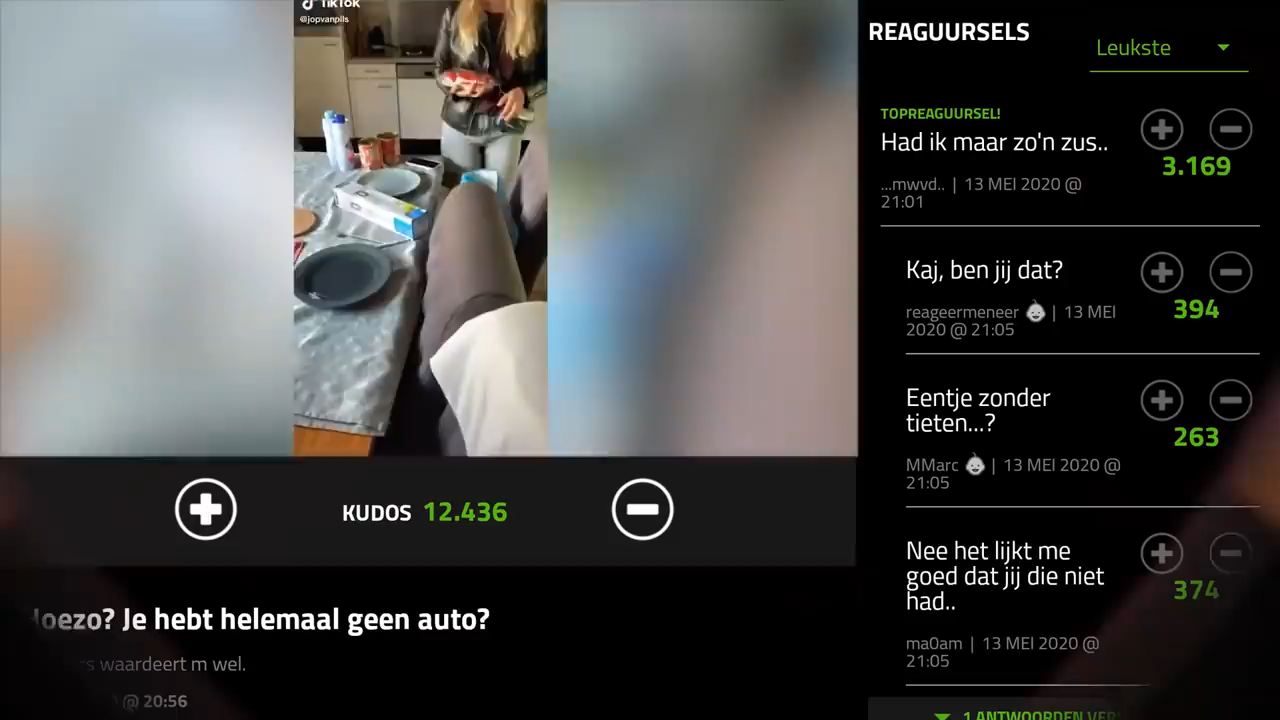 TikTok
@jopvanpils
KUDOS 12.436
Hoezo? Je hebt helemaal geen auto?
waardeert m wel.
@ 20:56
REAGUURSELS
Leukste
TOPREAGUURSEL!
Had ik maar zo'n zus..
3.169
...mwvd.. | 13 MEI 2020 @
21:01
Kaj, ben jij dat?
394
reageermeneer | 13 MEI
2020 @ 21:05
Eentje zonder
tieten...?
263
MMarc | 13 MEI 2020 @
21:05
Nee het lijkt me
goed dat jij die niet
had..
374
ma0am | 13 MEI 2020 @
21:05
1 ANTWOORDEN